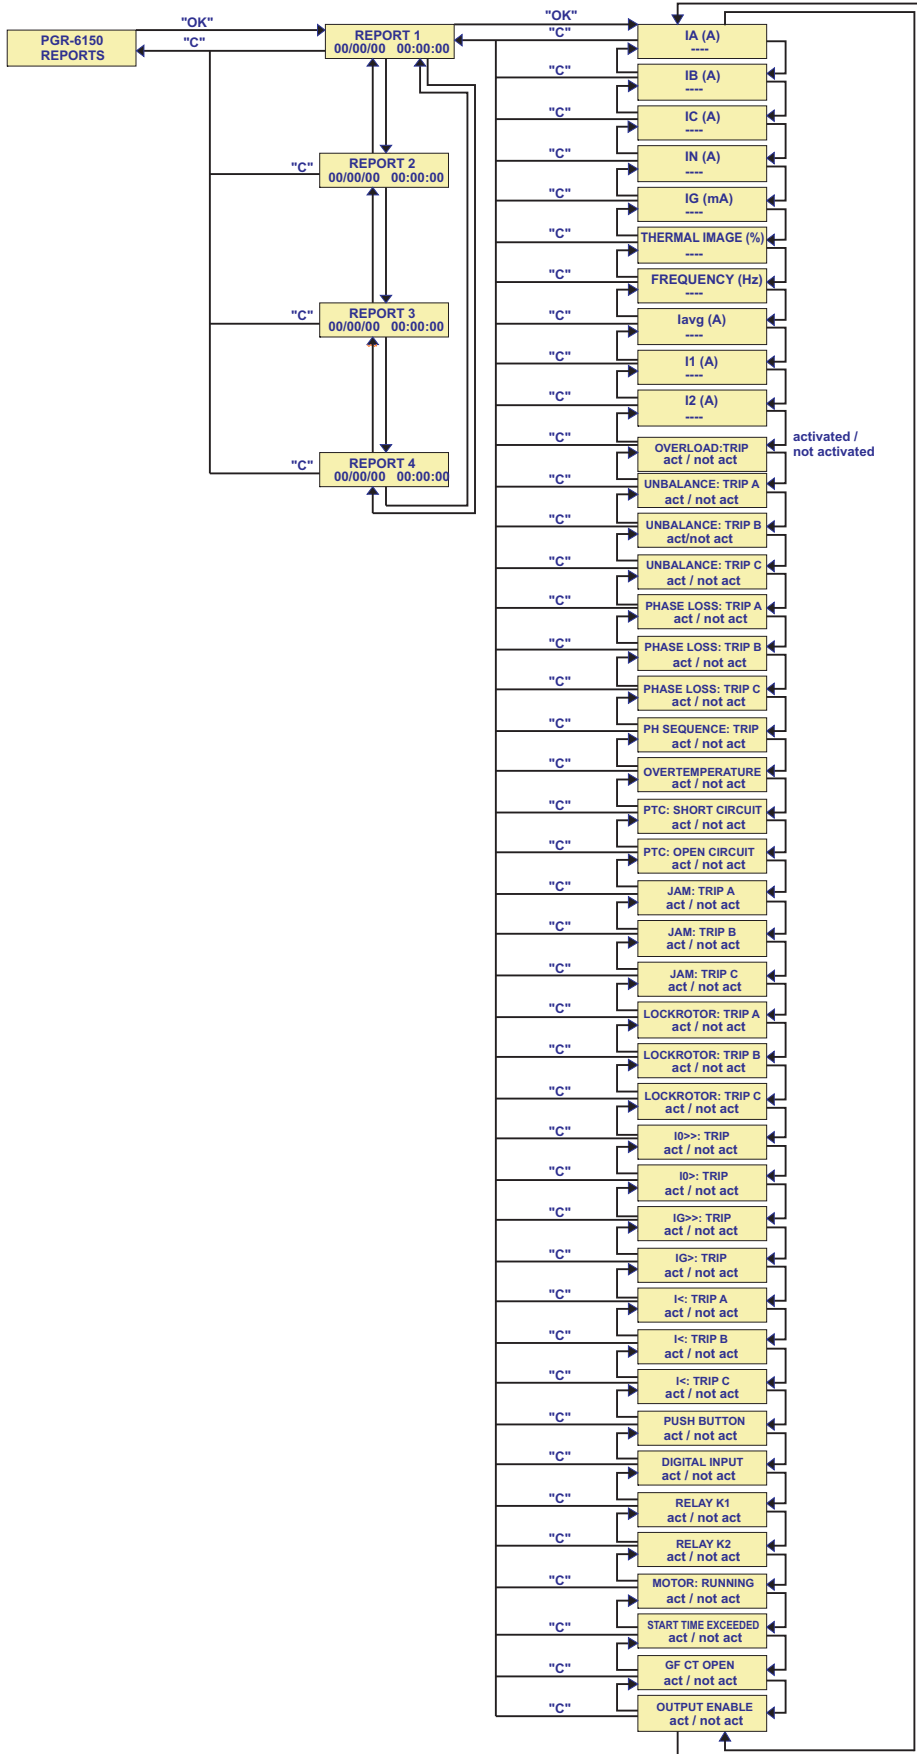 PGR-6150
REPORTS
"OK"
"C"
REPORT 1
00/00/00 00:00:00
"C"
REPORT 2
00/00/00 00:00:00
"C"
REPORT 3
00/00/00 00:00:00
"C"
REPORT 4
00/00/00 00:00:00
"OK"
"C"
IA (A)
----
"C"
IB (A)
----
"C"
IC (A)
----
"C"
IN (A)
----
"C"
IG (mA)
----
"C"
THERMAL IMAGE (%)
----
"C"
FREQUENCY (Hz)
----
"C"
Iavg (A)
----
"C"
I1 (A)
----
"C"
I2 (A)
----
activated /
not activated
"C"
OVERLOAD:TRIP
act / not act
"C"
UNBALANCE: TRIP A
act / not act
"C"
UNBALANCE: TRIP B
act/not act
"C"
UNBALANCE: TRIP C
act / not act
"C"
PHASE LOSS: TRIP A
act / not act
"C"
PHASE LOSS: TRIP B
act / not act
"C"
PHASE LOSS: TRIP C
act / not act
"C"
PH SEQUENCE: TRIP
act / not act
"C"
OVERTEMPERATURE
act / not act
"C"
PTC: SHORT CIRCUIT
act / not act
"C"
PTC: OPEN CIRCUIT
act / not act
"C"
JAM: TRIP A
act / not act
"C"
JAM: TRIP B
act / not act
"C"
JAM: TRIP C
act / not act
"C"
LOCKROTOR: TRIP A
act / not act
"C"
LOCKROTOR: TRIP B
act / not act
"C"
LOCKROTOR: TRIP C
act / not act
"C"
I0>>: TRIP
act / not act
"C"
I0>: TRIP
act / not act
"C"
IG>>: TRIP
act / not act
"C"
IG>: TRIP
act / not act
"C"
I<: TRIP A
act / not act
"C"
I<: TRIP B
act / not act
"C"
I<: TRIP C
act / not act
"C"
PUSH BUTTON
act / not act
"C"
DIGITAL INPUT
act / not act
"C"
RELAY K1
act / not act
"C"
RELAY K2
act / not act
"C"
MOTOR: RUNNING
act / not act
"C"
START TIME EXCEEDED
act / not act
"C"
GF CT OPEN
act / not act
"C"
OUTPUT ENABLE
act / not act